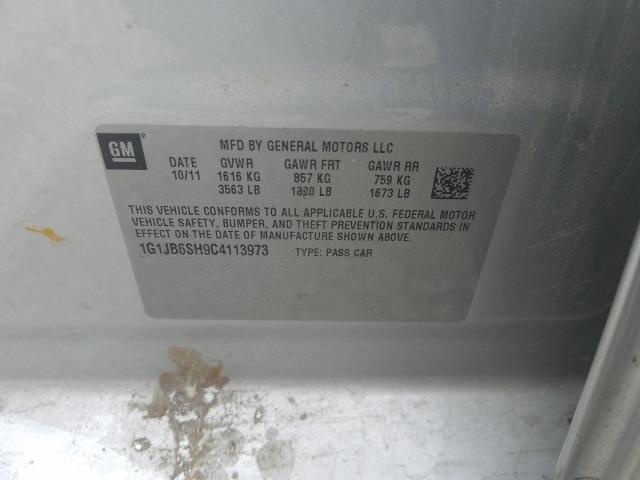 GM
MFD BY GENERAL MOTORS LLC
DATE GVWR GAWR FRT GAWR RR
10/11 1616 KG 857 KG 759 KG
3563 LB 1890 LB 1673 LB
THIS VEHICLE CONFORMS TO ALL APPLICABLE U.S. FEDERAL MOTOR
VEHICLE SAFETY, BUMPER, AND THEFT PREVENTION STANDARDS IN
EFFECT ON THE DATE OF MANUFACTURE SHOWN ABOVE.
1G1JB6SH9C4113973 TYPE: PASS CAR